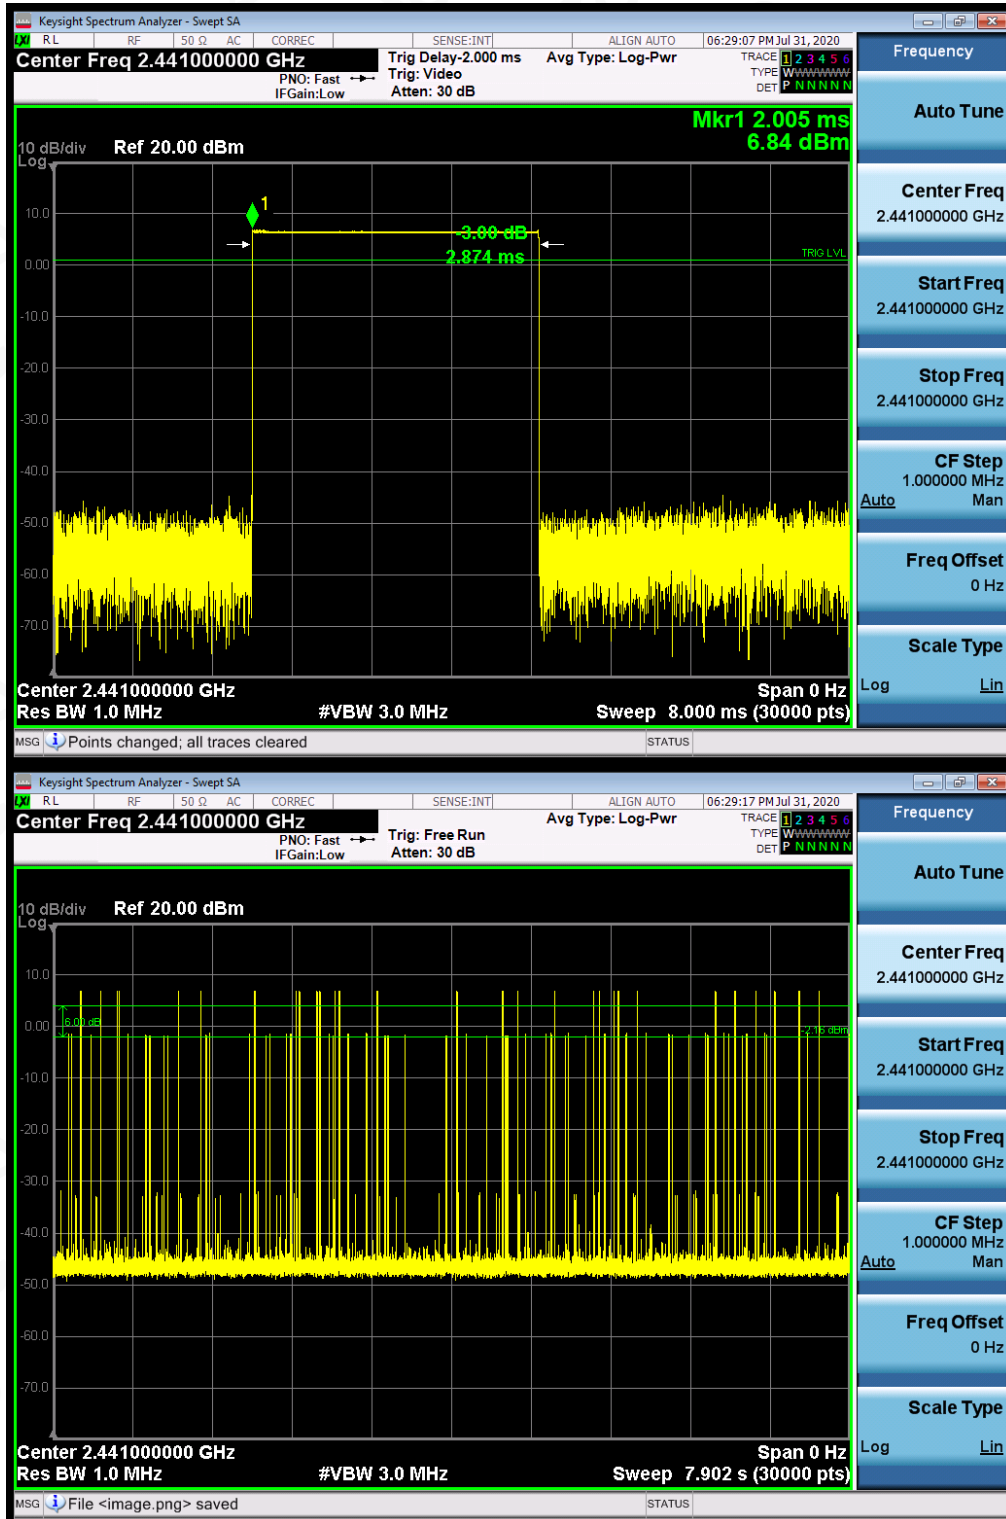 Keysight Spectrum Analyzer - Swept SA
LXI RL RF 50 Ω AC CORREC SENSE:INT ALIGN AUTO 06:29:07 PM Jul 31, 2020
Center Freq 2.441000000 GHz
PNO: Fast
IFGain:Low
Trig Delay-2.000 ms
Trig: Video
Atten: 30 dB
Avg Type: Log-Pwr
TRACE 1 2 3 4 5 6
TYPE WWWWWW
DET P N N N N N
Mkr1 2.005 ms
6.84 dBm
10 dB/div Ref 20.00 dBm
Log
1
10.0
-3.00 dB
2.874 ms
TRIG LVL
0.00
-10.0
-20.0
-30.0
-40.0
-50.0
-60.0
-70.0
Center 2.441000000 GHz Span 0 Hz
Res BW 1.0 MHz #VBW 3.0 MHz Sweep 8.000 ms (30000 pts)
MSG Points changed; all traces cleared STATUS
Frequency
Auto Tune
Center Freq
2.441000000 GHz
Start Freq
2.441000000 GHz
Stop Freq
2.441000000 GHz
CF Step
1.000000 MHz
Auto Man
Freq Offset
0 Hz
Scale Type
Log Lin
Keysight Spectrum Analyzer - Swept SA
LXI RL RF 50 Ω AC CORREC SENSE:INT ALIGN AUTO 06:29:17 PM Jul 31, 2020
Center Freq 2.441000000 GHz
PNO: Fast
IFGain:Low
Trig: Free Run
Atten: 30 dB
Avg Type: Log-Pwr
TRACE 1 2 3 4 5 6
TYPE WWWWWW
DET P N N N N N
10 dB/div Ref 20.00 dBm
Log
10.0
6.00 dB
-2.16 dBm
0.00
-10.0
-20.0
-30.0
-40.0
-50.0
-60.0
-70.0
Center 2.441000000 GHz Span 0 Hz
Res BW 1.0 MHz #VBW 3.0 MHz Sweep 7.902 s (30000 pts)
MSG File <image.png> saved STATUS
Frequency
Auto Tune
Center Freq
2.441000000 GHz
Start Freq
2.441000000 GHz
Stop Freq
2.441000000 GHz
CF Step
1.000000 MHz
Auto Man
Freq Offset
0 Hz
Scale Type
Log Lin